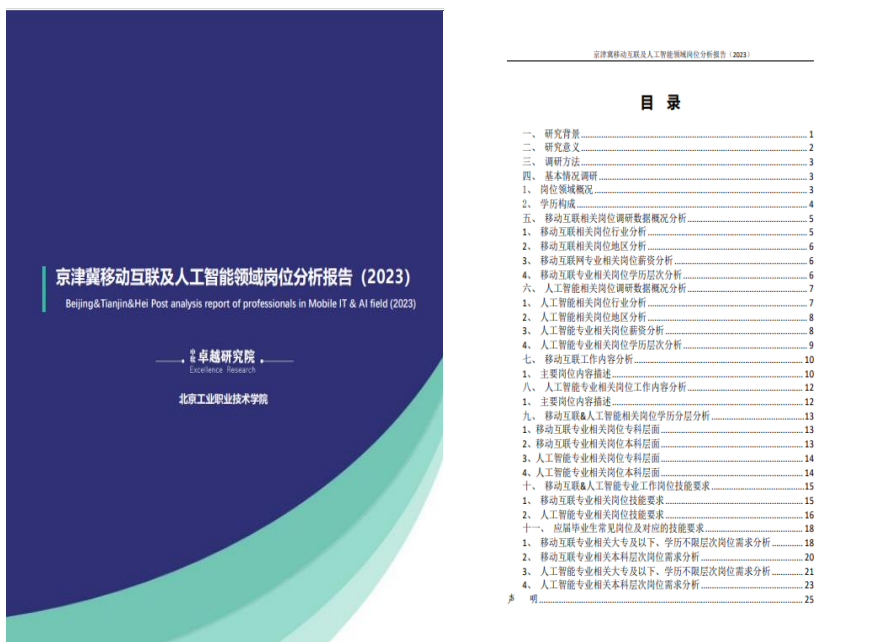 京津冀移动互联及人工智能领域岗位分析报告（2023）
Beijing&Tianjin&Hei Post analysis report of professionals in Mobile IT & AI field (2023)
卓越研究院
Excellence Research
北京工业职业技术学院
京津冀移动互联及人工智能领域岗位分析报告（2023）
目 录
一、 研究背景 1
二、 研究意义 2
三、 调研方法 3
四、 基本情况调研 3
1、 岗位领域概况 3
2、 学历构成 4
五、 移动互联相关岗位调研数据概况分析 5
1、 移动互联相关岗位行业分析 5
2、 移动互联相关岗位地区分析 6
3、 移动互联网专业相关岗位薪资分析 6
4、 移动互联专业相关岗位学历层次分析 6
六、 人工智能相关岗位调研数据概况分析 7
1、 人工智能相关岗位行业分析 7
2、 人工智能相关岗位地区分析 8
3、 人工智能专业相关岗位薪资分析 8
4、 人工智能专业相关岗位学历层次分析 9
七、 移动互联工作内容分析 10
1、 主要岗位内容描述 10
八、 人工智能专业相关岗位工作内容分析 12
1、 主要岗位内容描述 12
九、 移动互联&人工智能相关岗位学历分层分析 13
1、移动互联专业相关岗位专科层面 13
2、移动互联专业相关岗位本科层面 13
3、人工智能专业相关岗位专科层面 14
4、人工智能专业相关岗位本科层面 14
十、 移动互联&人工智能专业工作岗位技能要求 15
1、 移动互联专业相关岗位技能要求 15
2、 人工智能专业相关岗位技能要求 16
十一、 应届毕业生常见岗位及对应的技能要求 18
1、 移动互联专业相关大专及以下、学历不限层次岗位需求分析 18
2、 移动互联专业相关本科层次岗位需求分析 20
3、 人工智能专业相关大专及以下、学历不限层次岗位需求分析 21
4、 人工智能专业相关本科层次岗位需求分析 23
声 明 25